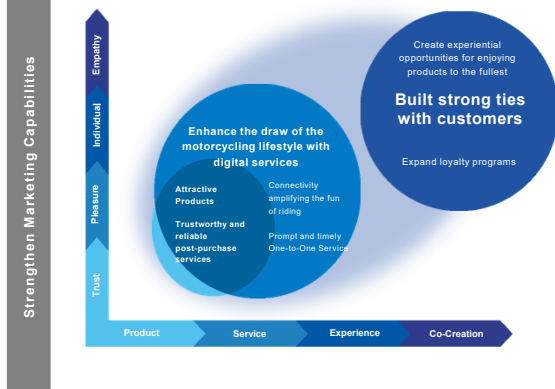 Strengthen Marketing Capabilities
Empathy
Individual
Pleasure
Trust
Create experiential
opportunities for enjoying
products to the fullest
Built strong ties
with customers
Expand loyalty programs
Enhance the draw of the
motorcycling lifestyle with
digital services
Attractive
Products
Trustworthy and
reliable
post-purchase
services
Connectivity
amplifying the fun
of riding
Prompt and timely
One-to-One Service
Product
Service
Experience
Co-Creation